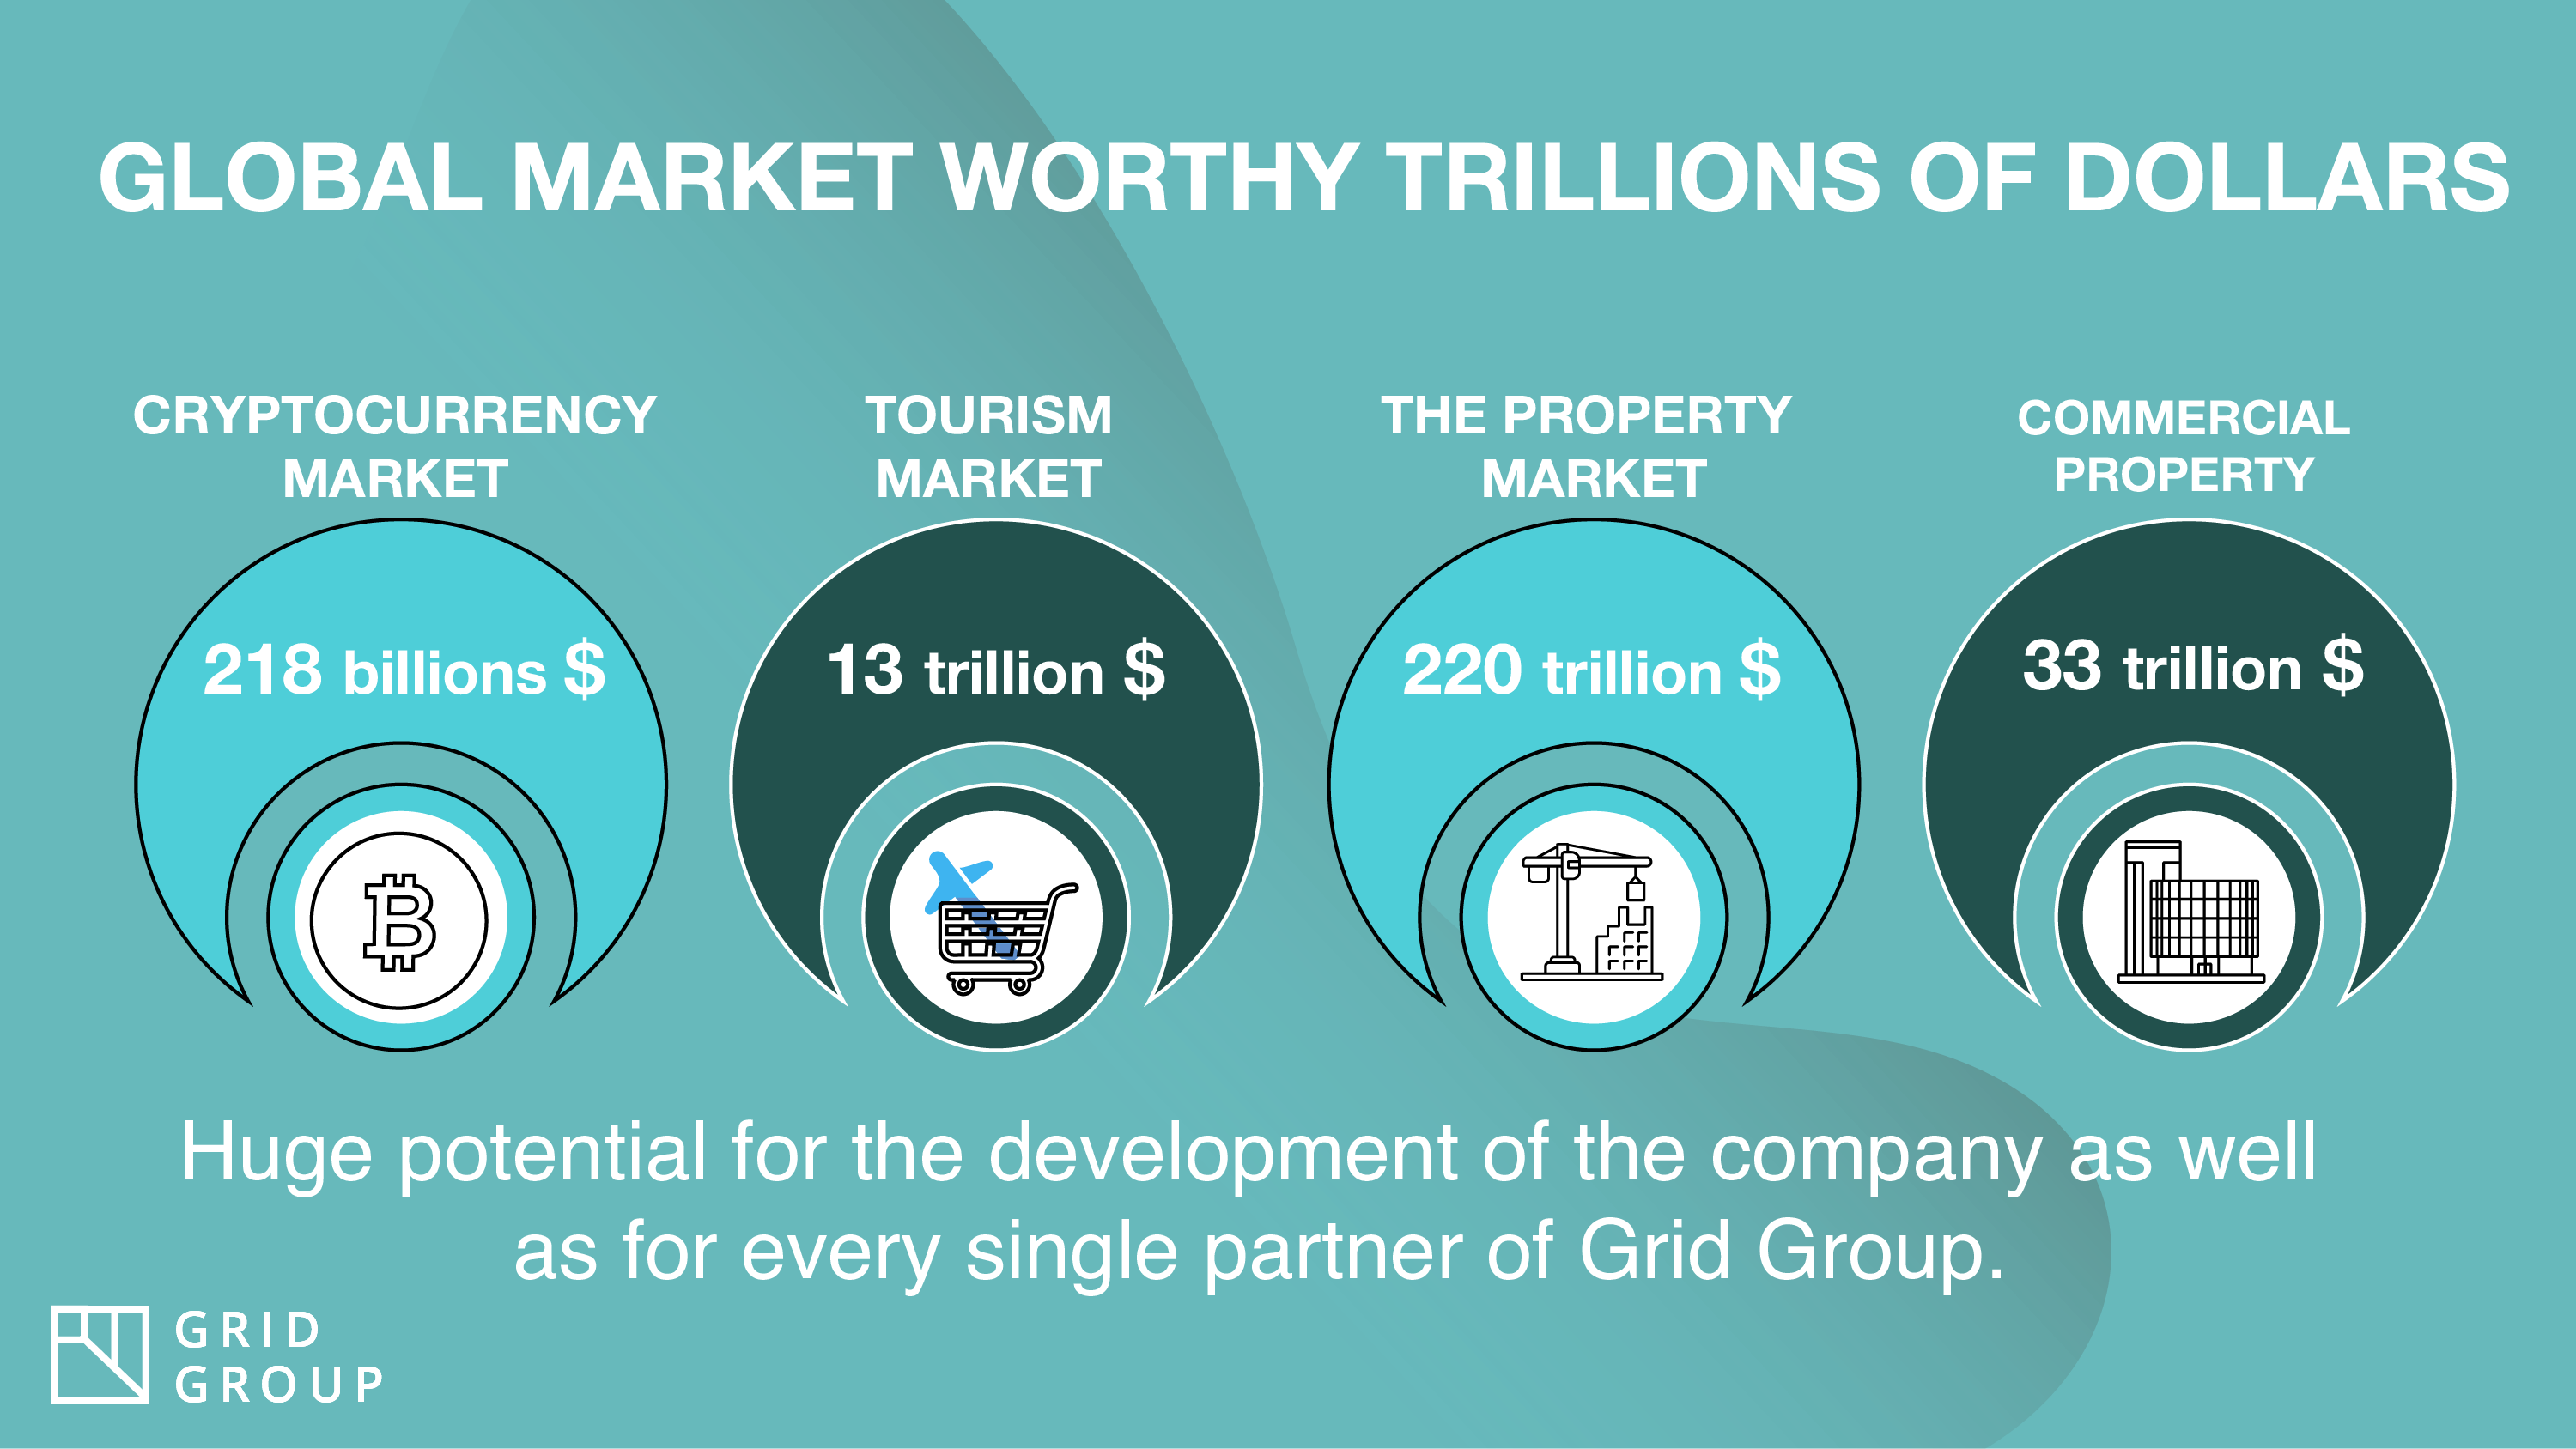 GLOBAL MARKET WORTHY TRILLIONS OF DOLLARS
CRYPTOCURRENCY
MARKET
218 billions $
TOURISM
MARKET
13 trillion $
THE PROPERTY
MARKET
220 trillion $
COMMERCIAL
PROPERTY
33 trillion $
Huge potential for the development of the company as well
as for every single partner of Grid Group.
GRID
GROUP